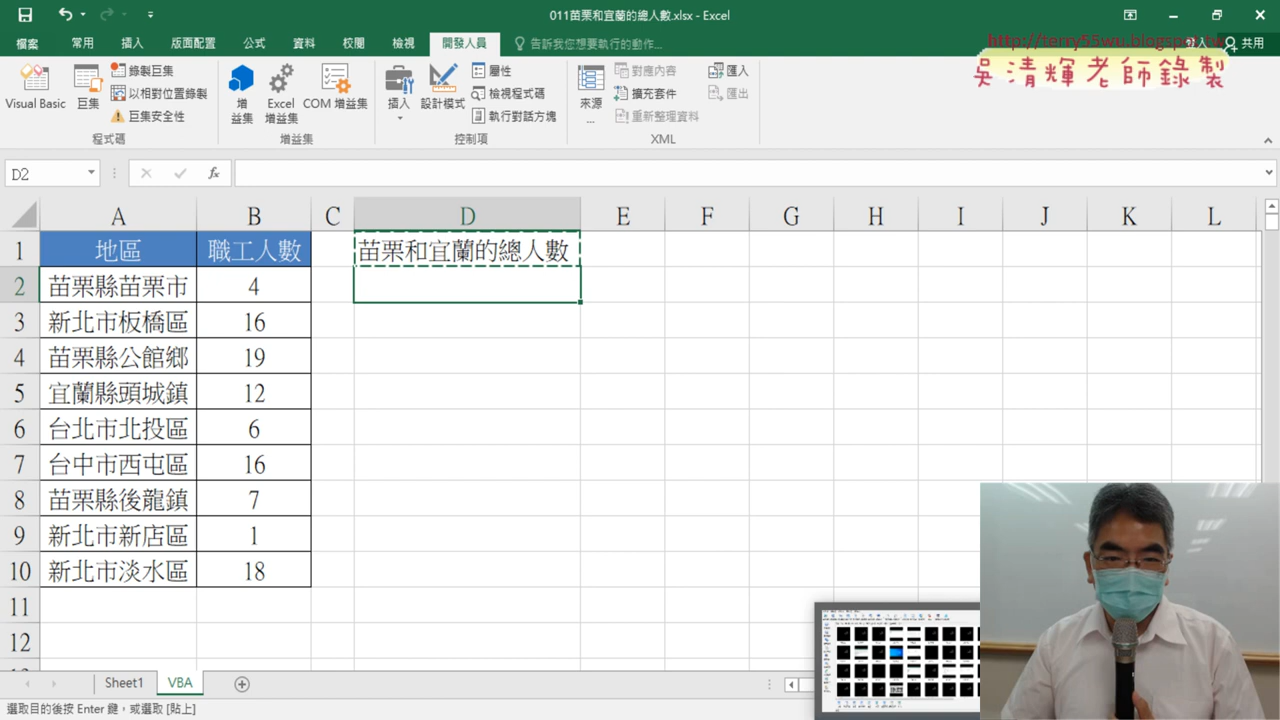 011苗栗和宜蘭的總人數.xlsx - Excel
檔案 常用 插入 版面配置 公式 資料 校閱 檢視 開發人員 告訴我您想要執行的動作... 登入 共用
http://terry55wu.blogspot.tw
吳清輝老師錄製
Visual Basic 巨集 錄製巨集 以相對位置錄製 巨集安全性
增益集 Excel 增益集 COM 增益集
插入 設計模式 屬性 檢視程式碼 執行對話方塊
來源... 對應內容 擴充套件 重新整理資料 匯入 匯出
程式碼 增益集 控制項 XML
D2 fx
A B C D E F G H I J K L
1 地區 職工人數 苗栗和宜蘭的總人數
2 苗栗縣苗栗市 4
3 新北市板橋區 16
4 苗栗縣公館鄉 19
5 宜蘭縣頭城鎮 12
6 台北市北投區 6
7 台中市西屯區 16
8 苗栗縣後龍鎮 7
9 新北市新店區 1
10 新北市淡水區 18
11
12
Sheet1 VBA
選取目的後按 Enter 鍵，或選取 [貼上]